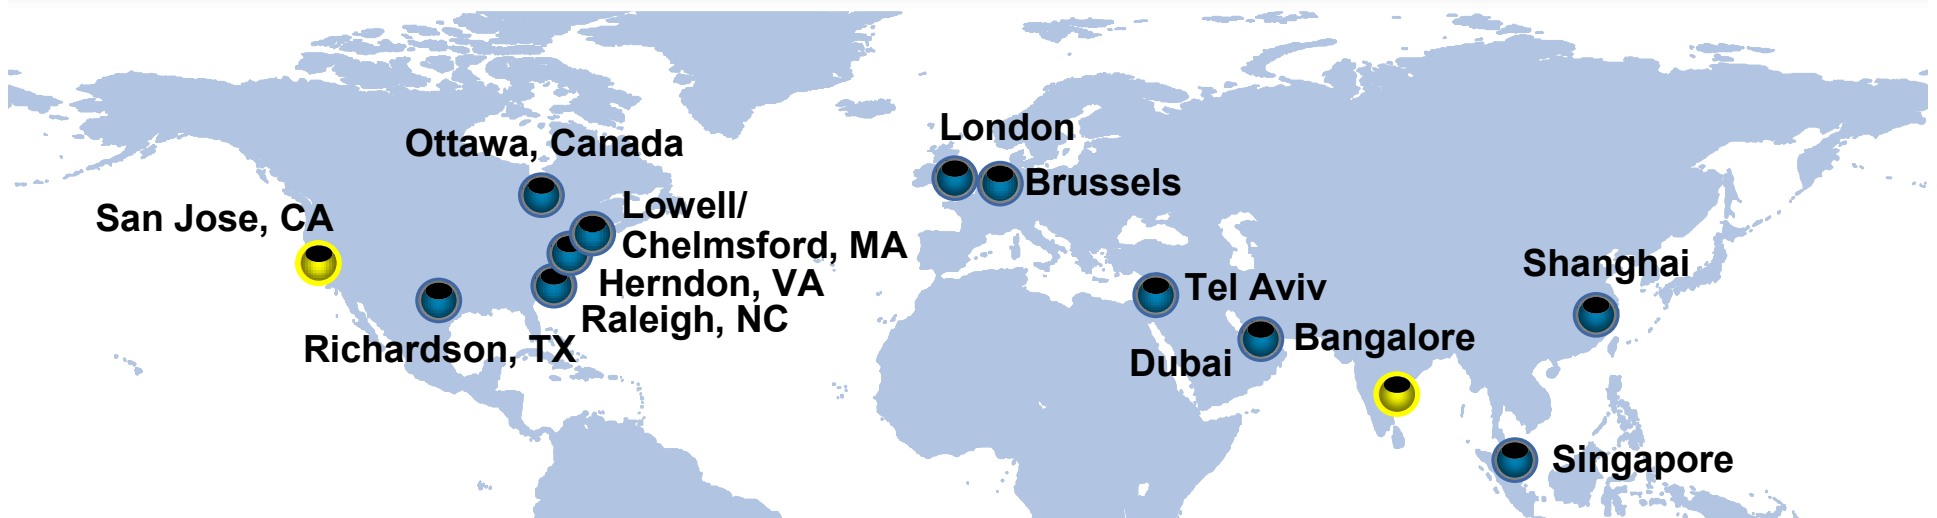 London
Ottawa, Canada
Brussels
Lowell/
San Jose, CA
Chelmsford, MA
Shanghai
Herndon, VA
Tel Aviv
Raleigh, NC
Bangalore
Richardson, TX
Dubai
Singapore